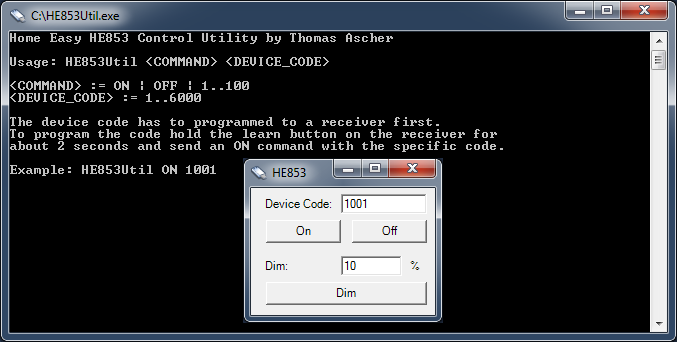 C:\HE853Util.exe
Home Easy HE853 Control Utility by Thomas Ascher
Usage: HE853Util <COMMAND> <DEVICE_CODE>
<COMMAND> := ON ¦ OFF ¦ 1..100
<DEVICE_CODE> := 1..6000
The device code has to programmed to a receiver first.
To program the code hold the learn button on the receiver for
about 2 seconds and send an ON command with the specific code.
Example: HE853Util ON 1001
HE853
Device Code: 1001
On Off
Dim: 10 %
Dim